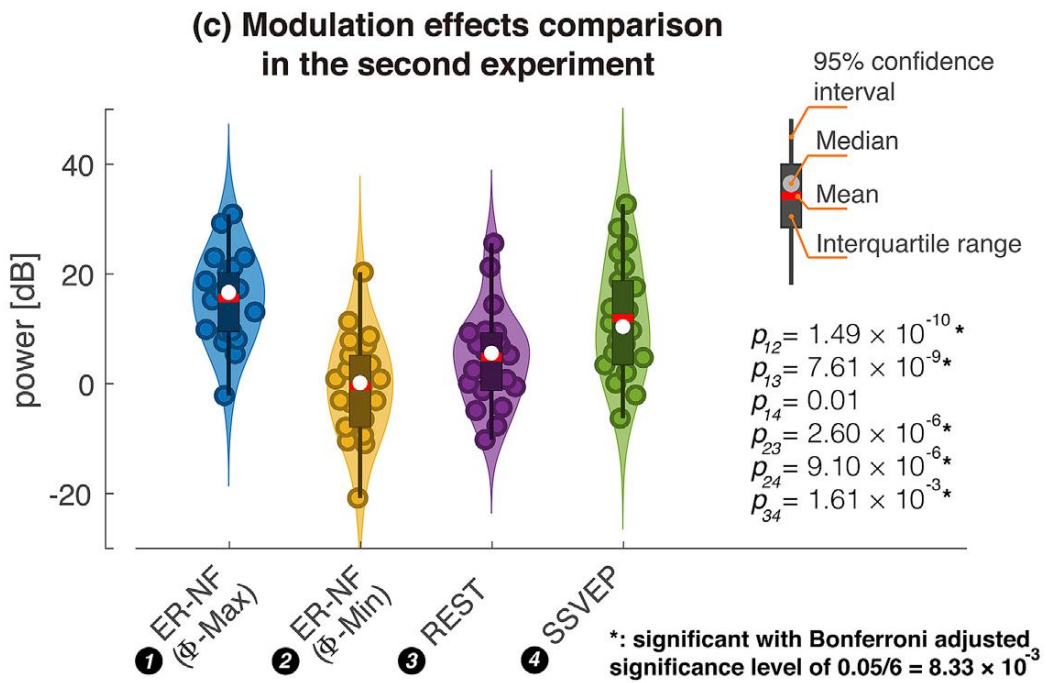 (c) Modulation effects comparison
in the second experiment
95% confidence
interval
Median
Mean
Interquartile range
power [dB]
40
20
0
-20
p12= 1.49 × 10-10 *
p13= 7.61 × 10-9*
p14= 0.01
p23= 2.60 × 10-6*
p24= 9.10 × 10-6*
p34= 1.61 × 10-3*
1 ER-NF
(Φ-Max)
2 ER-NF
(Φ-Min)
3 REST
4 SSVEP
*: significant with Bonferroni adjusted
significance level of 0.05/6 = 8.33 × 10-3